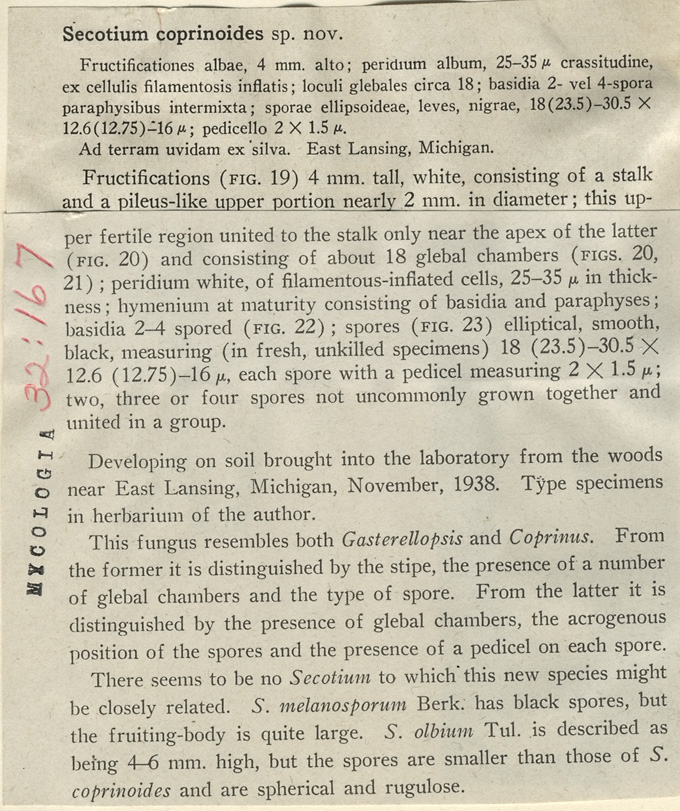 Secotium coprinoides sp. nov.
Fructificationes albae, 4 mm. alto; peridium album, 25–35 μ crassitudine,
ex cellulis filamentosis inflatis; loculi glebales circa 18; basidia 2- vel 4-spora
paraphysibus intermixta; sporae ellipsoideae, leves, nigrae, 18(23.5)–30.5 ×
12.6(12.75)–16 μ; pedicello 2 × 1.5 μ.
Ad terram uvidam ex silva. East Lansing, Michigan.
Fructifications (FIG. 19) 4 mm. tall, white, consisting of a stalk
and a pileus-like upper portion nearly 2 mm. in diameter; this up-
per fertile region united to the stalk only near the apex of the latter
(FIG. 20) and consisting of about 18 glebal chambers (FIGS. 20,
21); peridium white, of filamentous-inflated cells, 25–35 μ in thick-
ness; hymenium at maturity consisting of basidia and paraphyses;
basidia 2–4 spored (FIG. 22); spores (FIG. 23) elliptical, smooth,
black, measuring (in fresh, unkilled specimens) 18 (23.5)–30.5 ×
12.6 (12.75)–16 μ, each spore with a pedicel measuring 2 × 1.5 μ;
two, three or four spores not uncommonly grown together and
united in a group.
Developing on soil brought into the laboratory from the woods
near East Lansing, Michigan, November, 1938. Type specimens
in herbarium of the author.
This fungus resembles both Gasterellopsis and Coprinus. From
the former it is distinguished by the stipe, the presence of a number
of glebal chambers and the type of spore. From the latter it is
distinguished by the presence of glebal chambers, the acrogenous
position of the spores and the presence of a pedicel on each spore.
There seems to be no Secotium to which this new species might
be closely related. S. melanosporum Berk. has black spores, but
the fruiting-body is quite large. S. olbium Tul. is described as
being 4–6 mm. high, but the spores are smaller than those of S.
coprinoides and are spherical and rugulose.
MYCOLOGIA 32:167